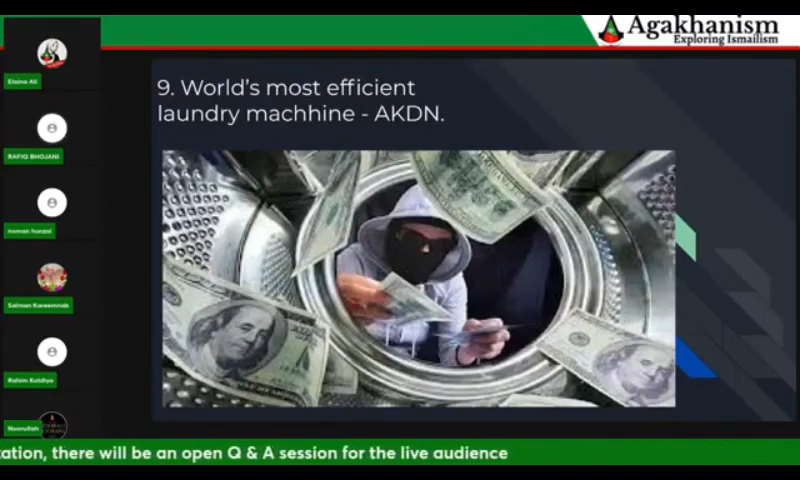 Agakhanism
Exploring Ismailism
9. World's most efficient
laundry machhine - AKDN.
Elaine Ali
RAFIQ BHOJANI
noman hunzai
Salman Kareemnab
Rahim Kotdiya
Noorullah
tation, there will be an open Q & A session for the live audience